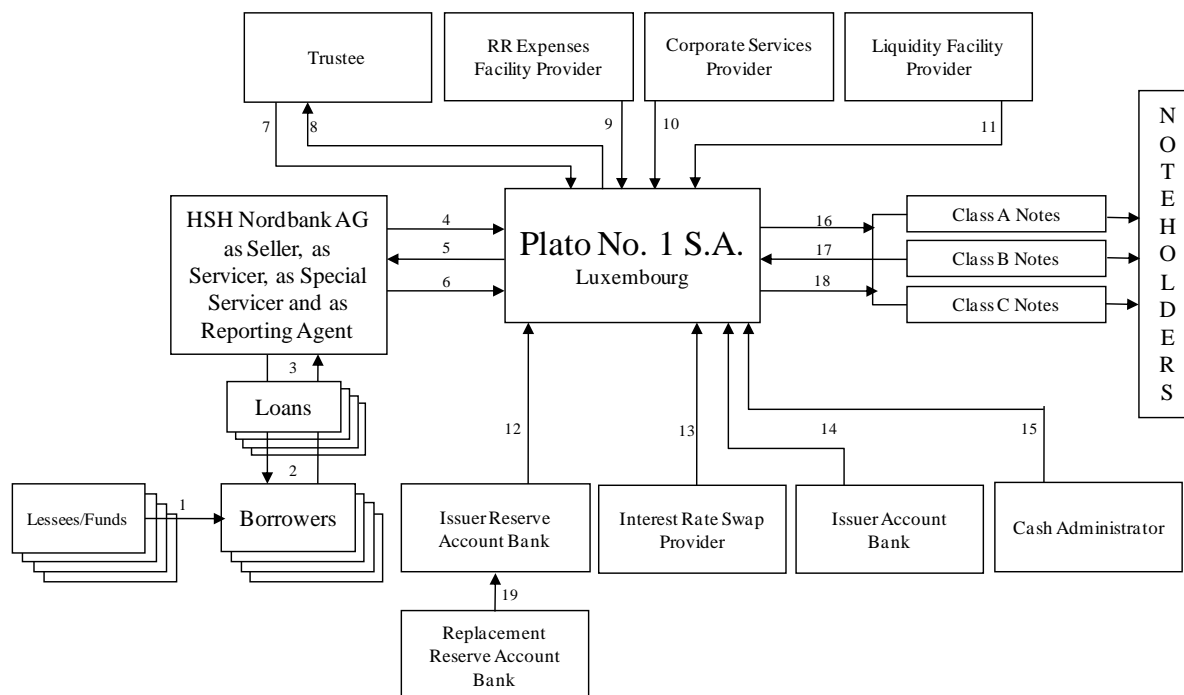 Trustee
RR Expenses
Facility Provider
Corporate Services
Provider
Liquidity Facility
Provider
7
8
9
10
11
HSH Nordbank AG
as Seller, as
Servicer, as Special
Servicer and as
Reporting Agent
4
5
6
Plato No. 1 S.A.
Luxembourg
16
17
18
Class A Notes
Class B Notes
Class C Notes
NOTEHOLDERS
3
Loans
2
Lessees/Funds
1
Borrowers
12
13
14
15
Issuer Reserve
Account Bank
Interest Rate Swap
Provider
Issuer Account
Bank
Cash Administrator
19
Replacement
Reserve Account
Bank